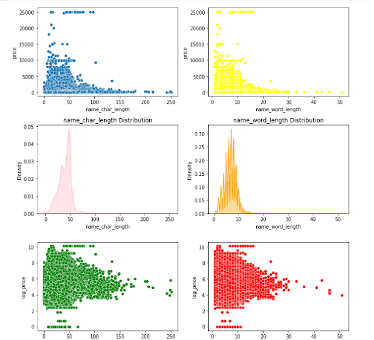 25000
20000
15000
10000
5000
0
price
0 50 100 150 200 250
name_char_length
25000
20000
15000
10000
5000
0
price
0 10 20 30 40 50
name_word_length
name_char_length Distribution
0.05
0.04
0.03
0.02
0.01
0.00
Density
0 50 100 150 200 250
name_char_length
name_word_length Distribution
0.30
0.25
0.20
0.15
0.10
0.05
0.00
Density
0 10 20 30 40 50
name_word_length
10
8
6
4
2
0
log_price
0 50 100 150 200 250
name_char_length
10
8
6
4
2
0
log_price
0 10 20 30 40 50
name_word_length